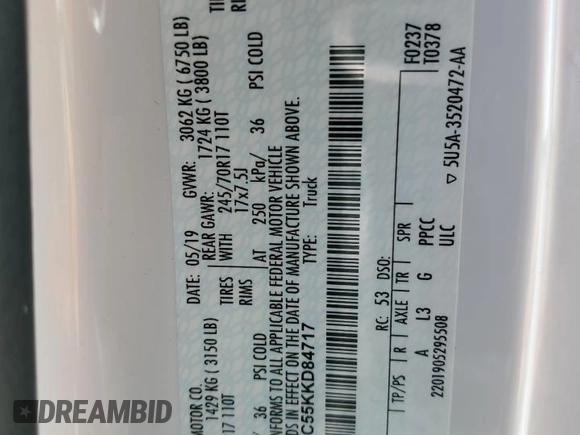 MOTOR CO. DATE: 05/19 GVWR: 3062 KG ( 6750 LB)
1429 KG ( 3150 LB) REAR GAWR: 1724 KG ( 3800 LB)
17 110T TIRES WITH 245/70R17 110T
RIMS 17x7.5J
/ 36 PSI COLD AT 250 kPa/ 36 PSI COLD
ONFORMS TO ALL APPLICABLE FEDERAL MOTOR VEHICLE
DS IN EFFECT ON THE DATE OF MANUFACTURE SHOWN ABOVE.
C55KKD84717 TYPE: Truck
RC: 53 DSO: F0237
T0378
TP/PS R AXLE TR SPR
A L3 G PPCC
2201905295508 ULC
▽ 5U5A-3520472-AA
DREAMBID